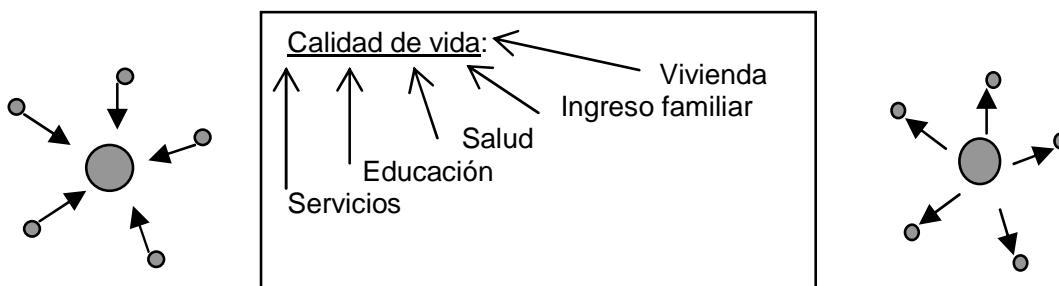 Calidad de vida:
Vivienda
Ingreso familiar
Salud
Educación
Servicios